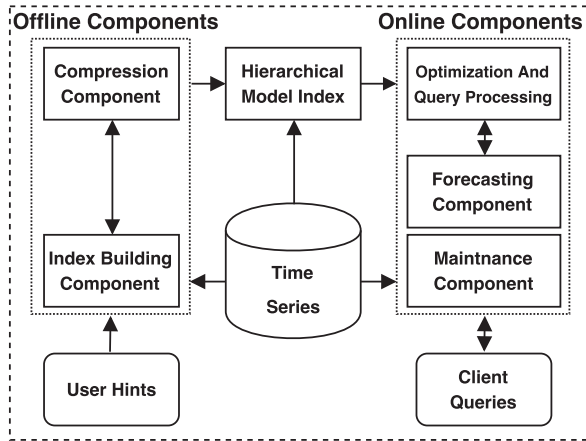 Offline Components
Online Components
Compression
Component
Hierarchical
Model Index
Optimization And
Query Processing
Forecasting
Component
Index Building
Component
Time
Series
Maintnance
Component
User Hints
Client
Queries